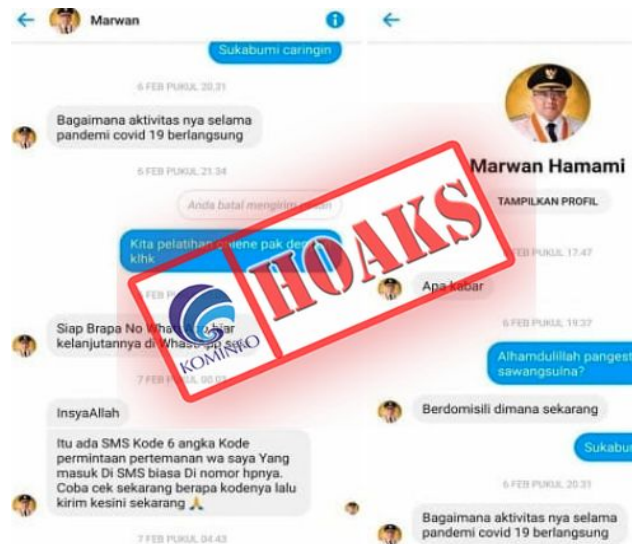 Marwan
Sukabumi caringin
6 FEB PUKUL 20.31
Bagaimana aktivitas nya selama
pandemi covid 19 berlangsung
6 FEB PUKUL 21.34
Anda batal mengirim
Kita pelatihan
klhk
Siap Brapa No
kelanjutannya di
7 FEB PUKUL
InsyaAllah
Itu ada SMS Kode 6 angka Kode
permintaan pertemanan wa saya Yang
masuk Di SMS biasa Di nomor hpnya.
Coba cek sekarang berapa kodenya lalu
kirim kesini sekarang 🙏
7 FEB PUKUL 04.43
KOMINFO
HOAKS
Marwan Hamami
TAMPILKAN PROFIL
FEB PUKUL 17.47
Apa kabar
6 FEB PUKUL 19.37
Alhamdulillah pangest
sawangsulna?
Berdomisili dimana sekarang
Sukabu
6 FEB PUKUL 20.31
Bagaimana aktivitas nya selama
pandemi covid 19 berlangsung